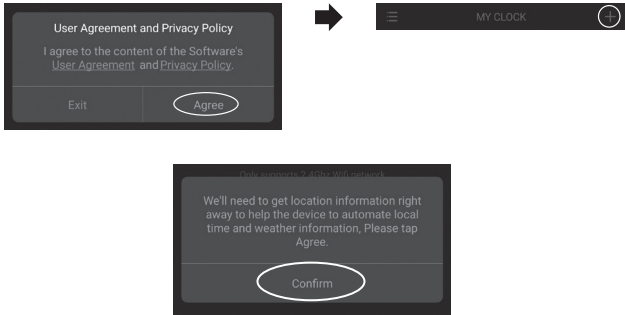 User Agreement and Privacy Policy
I agree to the content of the Software's
User Agreement and Privacy Policy.
Exit Agree
MY CLOCK
Only supports 2.4Ghz Wifi network
We'll need to get location information right
away to help the device to automate local
time and weather information, Please tap
Agree.
Confirm